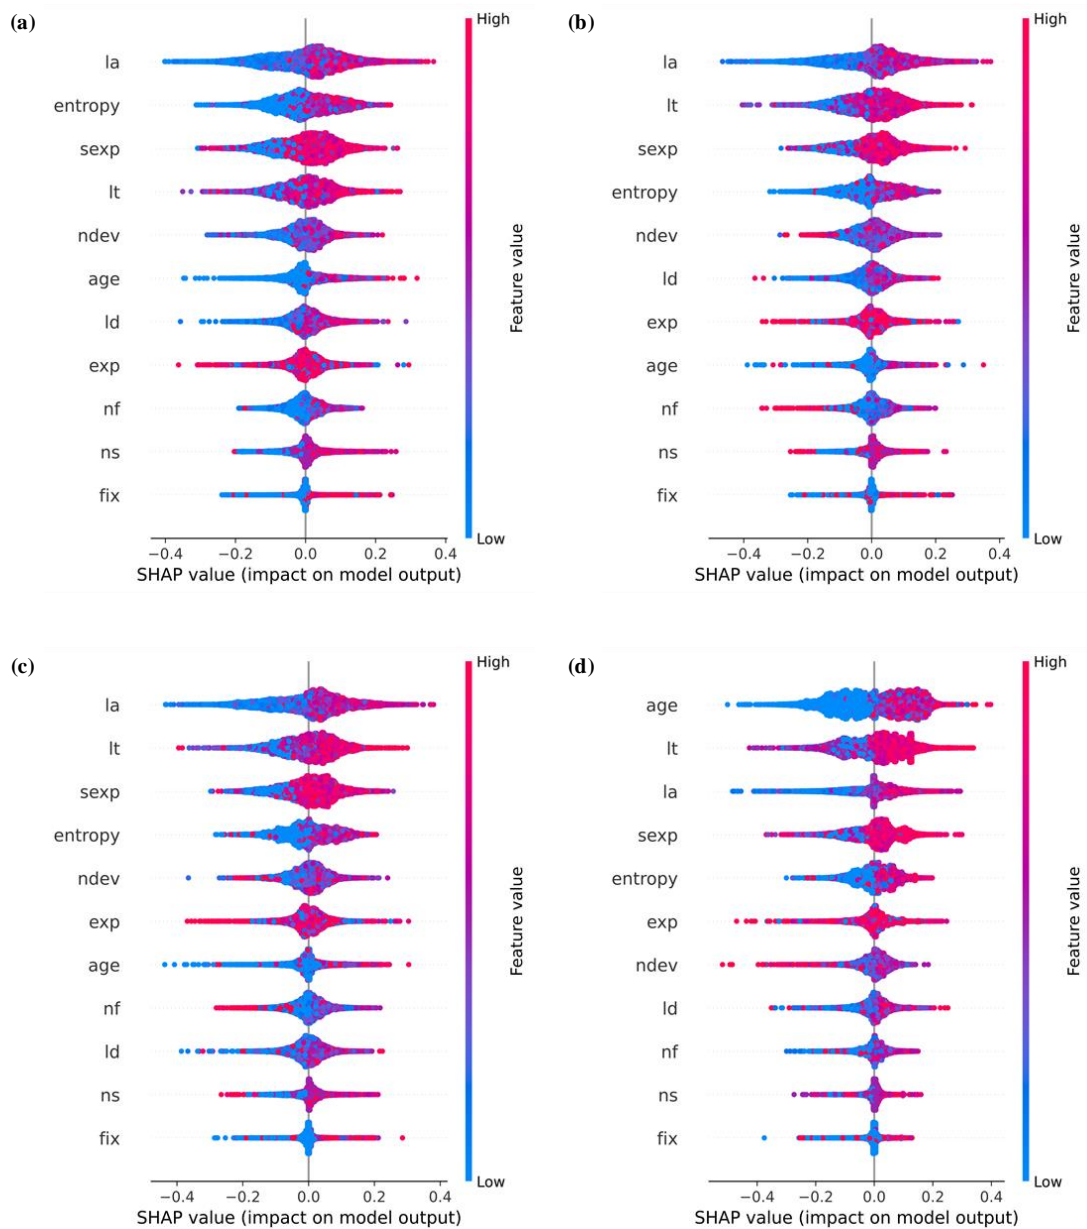 (a)
High
la
entropy
sexp
lt
ndev
age
ld
exp
nf
ns
fix
Feature value
Low
−0.4 −0.2 0.0 0.2 0.4
SHAP value (impact on model output)
(b)
High
la
lt
sexp
entropy
ndev
ld
exp
age
nf
ns
fix
Feature value
Low
−0.4 −0.2 0.0 0.2 0.4
SHAP value (impact on model output)
(c)
High
la
lt
sexp
entropy
ndev
exp
age
nf
ld
ns
fix
Feature value
Low
−0.4 −0.2 0.0 0.2 0.4
SHAP value (impact on model output)
(d)
High
age
lt
la
sexp
entropy
exp
ndev
ld
nf
ns
fix
Feature value
Low
−0.4 −0.2 0.0 0.2 0.4
SHAP value (impact on model output)